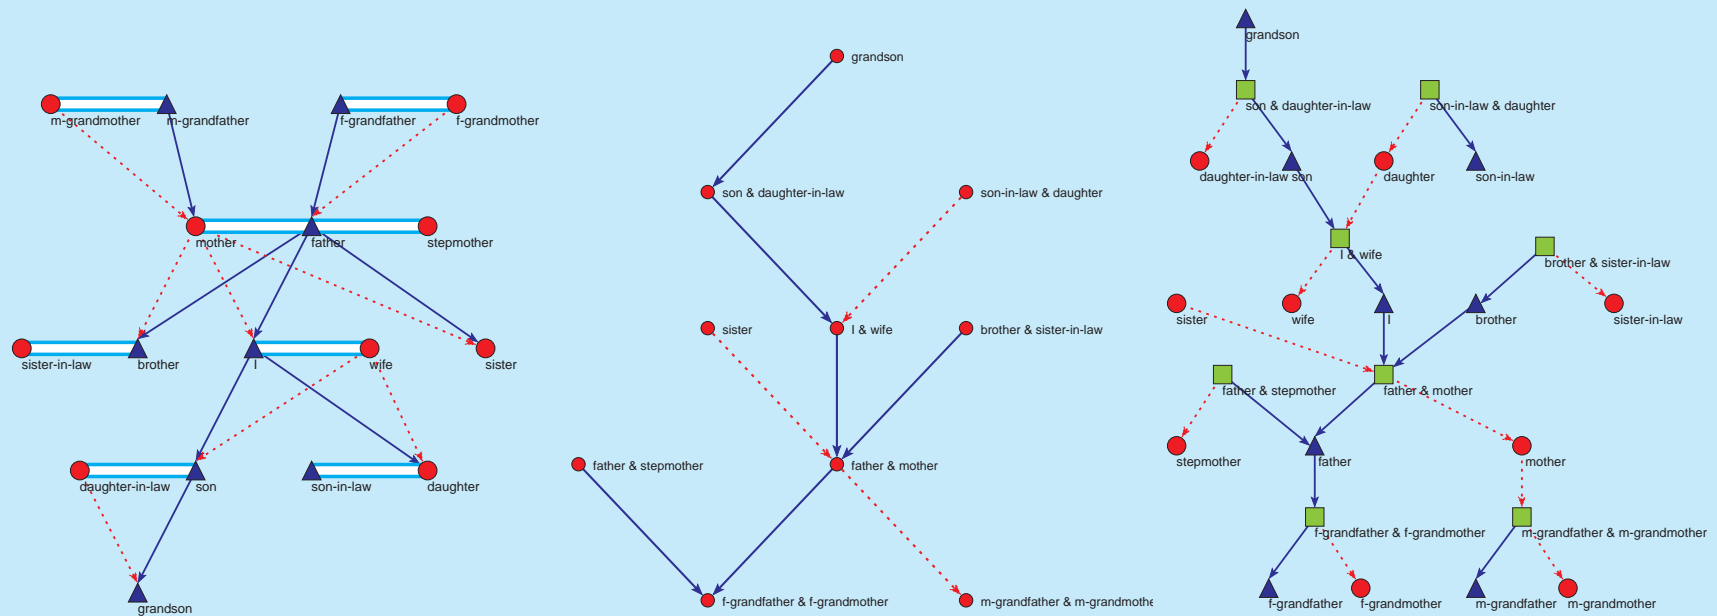 m-grandmother
m-grandfather
f-grandfather
f-grandmother
mother
father
stepmother
sister-in-law
brother
I
wife
sister
daughter-in-law
son
son-in-law
daughter
grandson
grandson
son & daughter-in-law
son-in-law & daughter
sister
I & wife
brother & sister-in-law
father & stepmother
father & mother
f-grandfather & f-grandmother
m-grandfather & m-grandmothe
grandson
son & daughter-in-law
son-in-law & daughter
daughter-in-law
son
daughter
son-in-law
I & wife
brother & sister-in-law
sister
wife
I
brother
sister-in-law
father & stepmother
father & mother
stepmother
father
mother
f-grandfather & f-grandmother
m-grandfather & m-grandmother
f-grandfather
f-grandmother
m-grandfather
m-grandmother